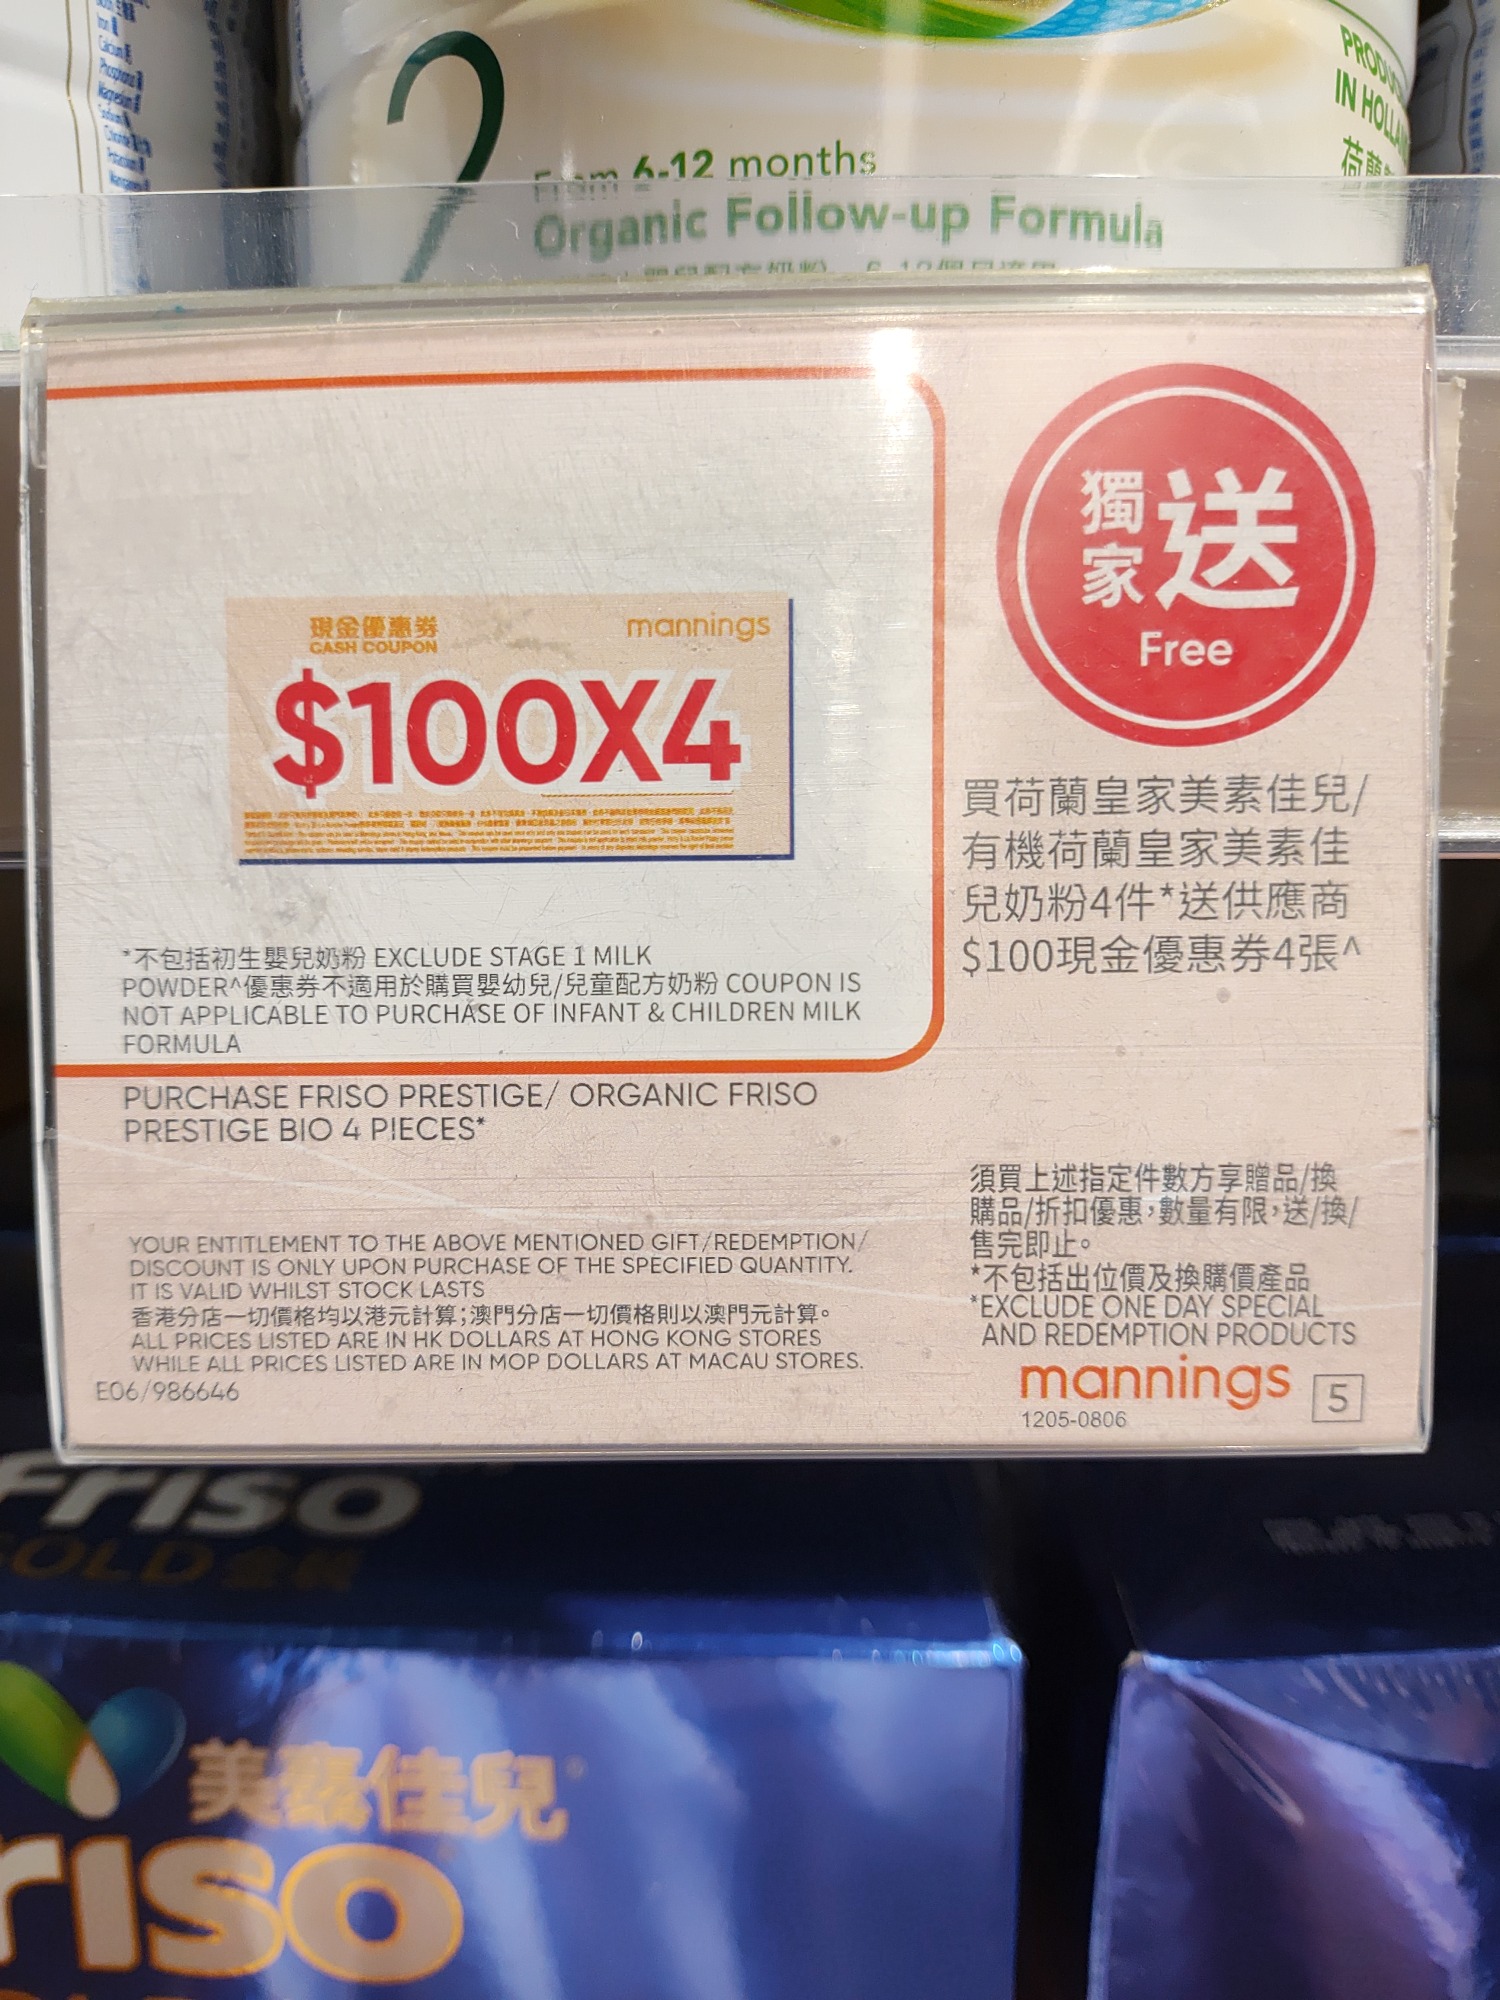 Iron 鐵
Calcium 鈣
2
From 6-12 months
Organic Follow-up Formula
IN
荷蘭
現金優惠券
CASH COUPON
mannings
$100X4
獨家送
Free
買荷蘭皇家美素佳兒/
有機荷蘭皇家美素佳
兒奶粉4件*送供應商
$100現金優惠券4張^
*不包括初生嬰兒奶粉 EXCLUDE STAGE 1 MILK
POWDER^優惠券不適用於購買嬰幼兒/兒童配方奶粉 COUPON IS
NOT APPLICABLE TO PURCHASE OF INFANT & CHILDREN MILK
FORMULA
PURCHASE FRISO PRESTIGE/ ORGANIC FRISO
PRESTIGE BIO 4 PIECES*
YOUR ENTITLEMENT TO THE ABOVE MENTIONED GIFT/REDEMPTION/
DISCOUNT IS ONLY UPON PURCHASE OF THE SPECIFIED QUANTITY.
IT IS VALID WHILST STOCK LASTS
香港分店一切價格均以港元計算;澳門分店一切價格則以澳門元計算。
ALL PRICES LISTED ARE IN HK DOLLARS AT HONG KONG STORES
WHILE ALL PRICES LISTED ARE IN MOP DOLLARS AT MACAU STORES.
E06/986646
須買上述指定件數方享贈品/換
購品/折扣優惠,數量有限,送/換/
售完即止。
*不包括出位價及換購價產品
*EXCLUDE ONE DAY SPECIAL
AND REDEMPTION PRODUCTS
mannings 5
1205-0806
friso
GOLD 金裝
美素佳兒
friso